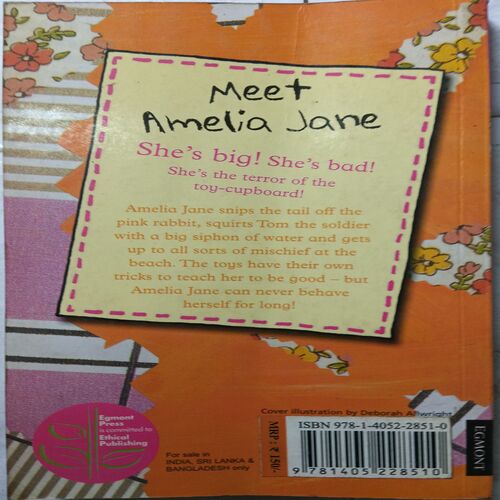 Meet
Amelia Jane
She's big! She's bad!
She's the terror of the
toy-cupboard!
Amelia Jane snips the tail off the
pink rabbit, squirts Tom the soldier
with a big siphon of water and gets
up to all sorts of mischief at the
beach. The toys have their own
tricks to teach her to be good – but
Amelia Jane can never behave
herself for long!
Egmont
Press
is committed to
Ethical
Publishing
For sale in
INDIA, SRI LANKA &
BANGLADESH only
Cover illustration by Deborah Allwright
MRP: ₹ 150/-
ISBN 978-1-4052-2851-0
9 781405 228510
EGMONT